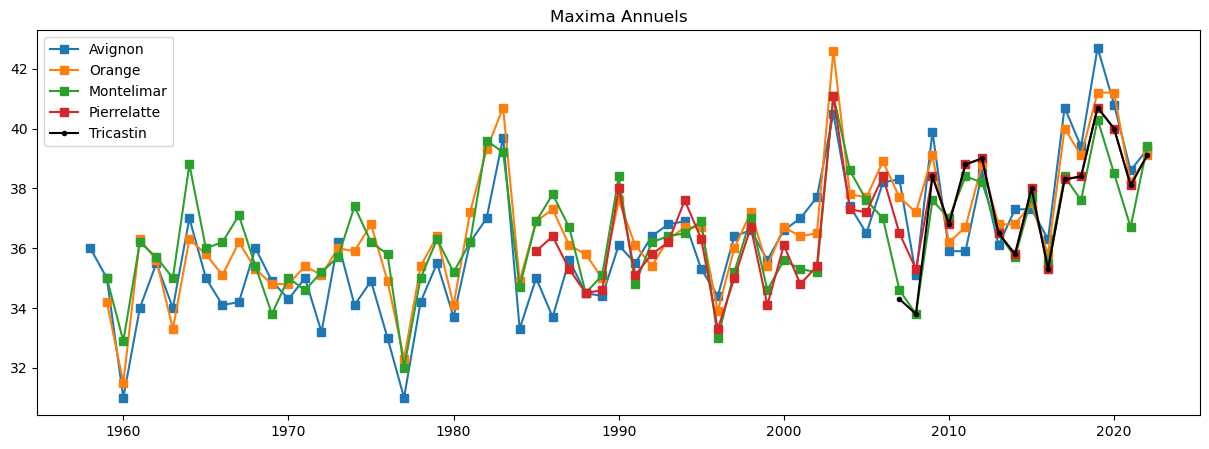 Maxima Annuels
Avignon
Orange
Montelimar
Pierrelatte
Tricastin
42
40
38
36
34
32
1960
1970
1980
1990
2000
2010
2020